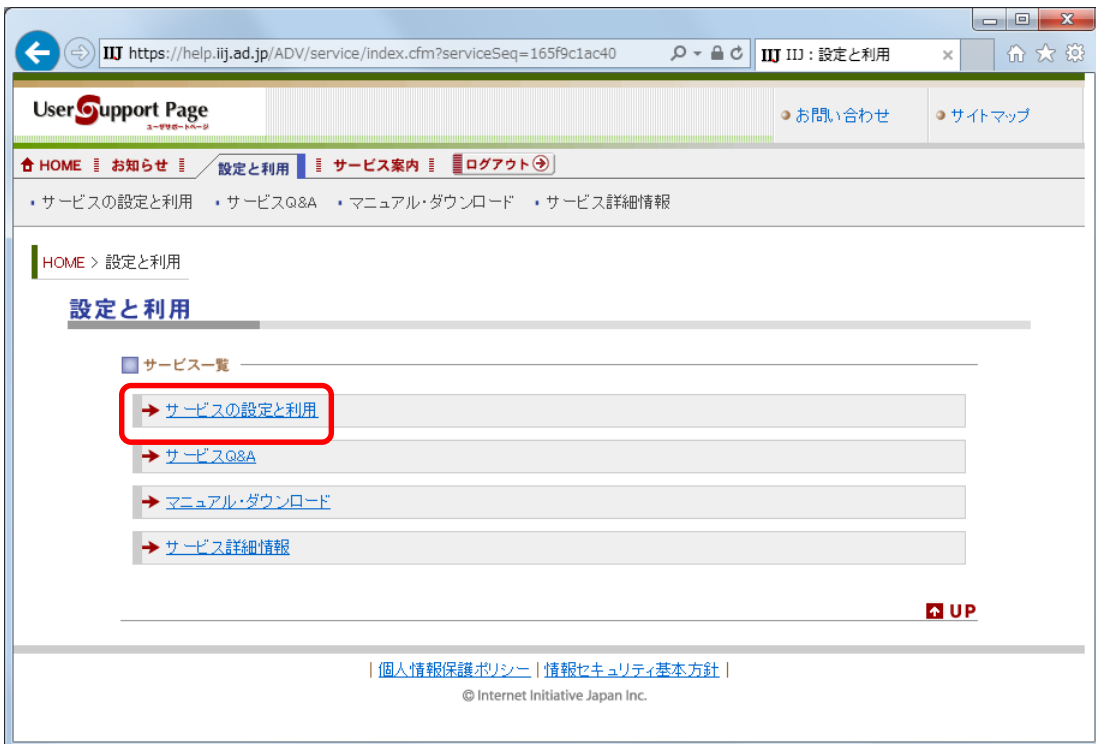 IIJ https://help.iij.ad.jp/ADV/service/index.cfm?serviceSeq=165f9c1ac40 IIJ IIJ：設定と利用
User Support Page
ユーザサポートページ
お問い合わせ サイトマップ
HOME お知らせ 設定と利用 サービス案内 ログアウト
・サービスの設定と利用 ・サービスQ&A ・マニュアル・ダウンロード ・サービス詳細情報
HOME > 設定と利用
設定と利用
サービス一覧
サービスの設定と利用
サービスQ&A
マニュアル・ダウンロード
サービス詳細情報
UP
| 個人情報保護ポリシー | 情報セキュリティ基本方針 |
© Internet Initiative Japan Inc.